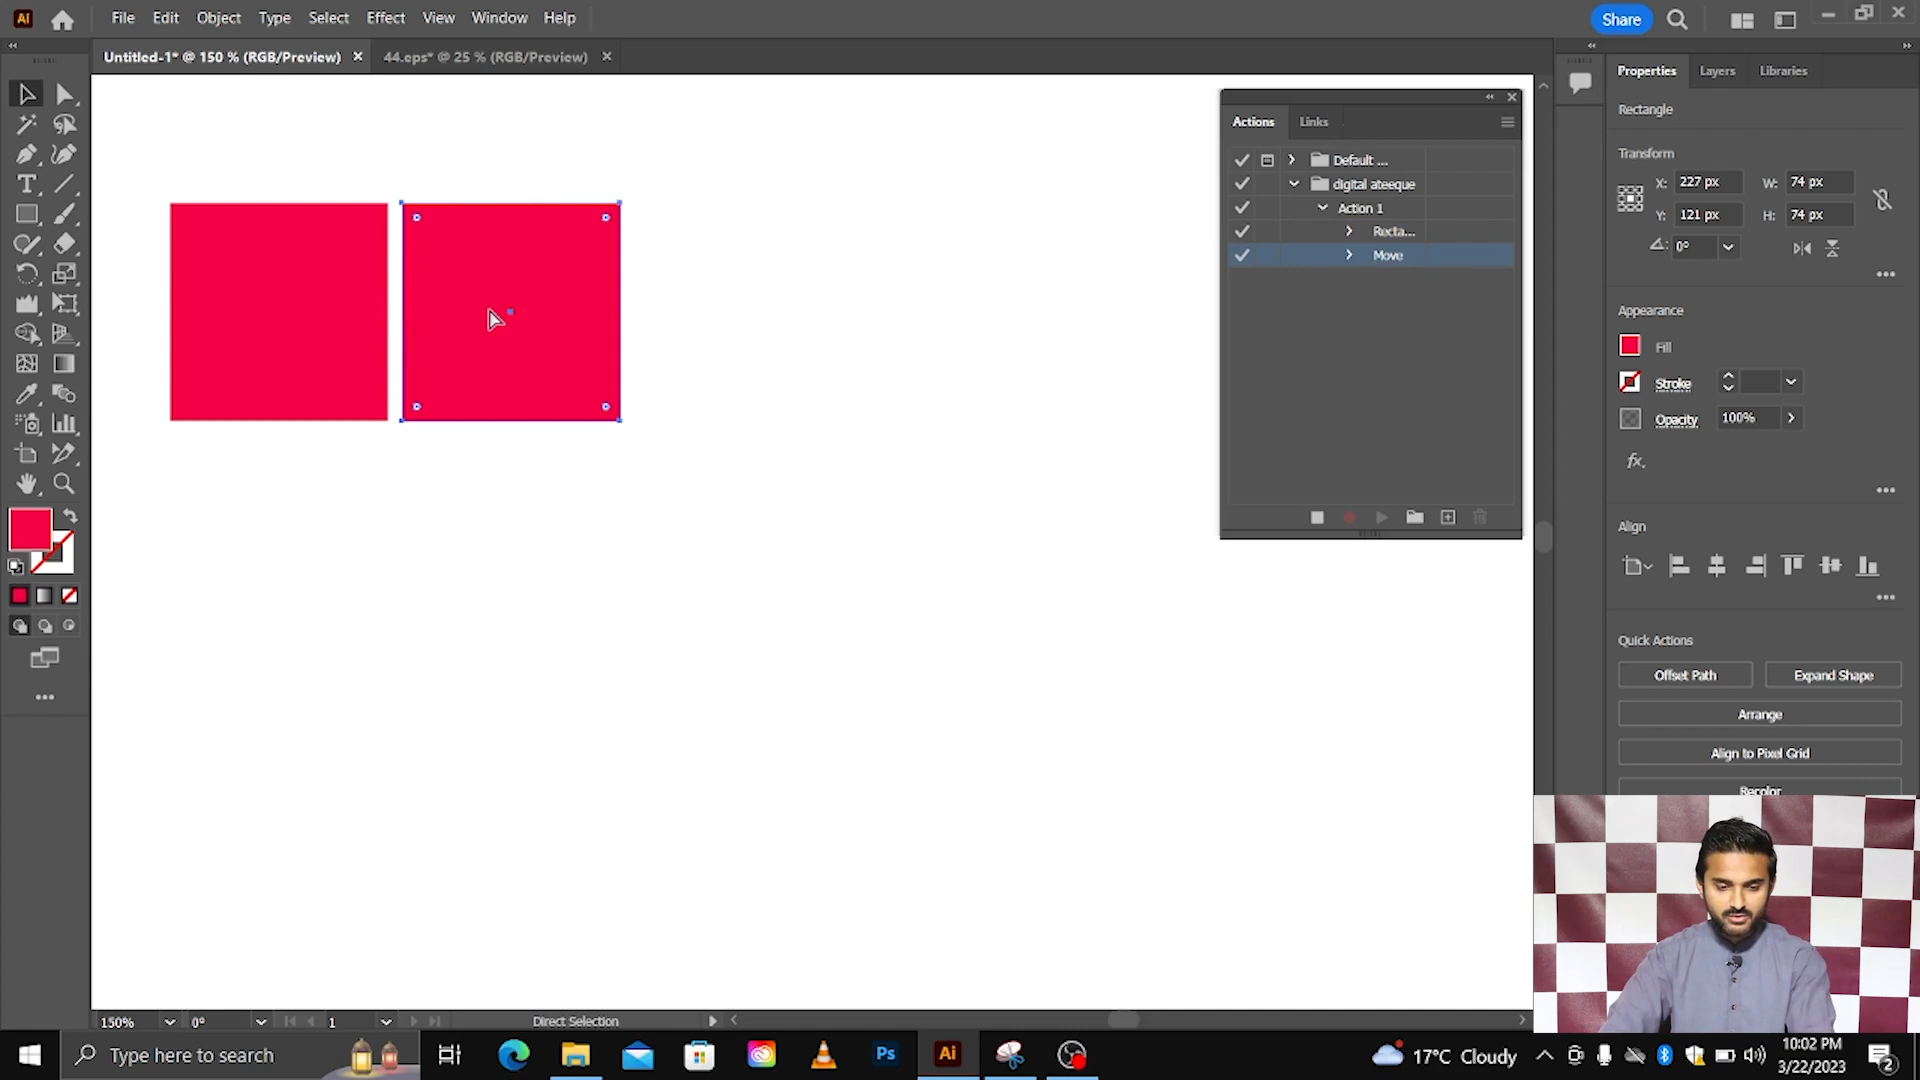 Ai File Edit Object Type Select Effect View Window Help Share
Untitled-1* @ 150 % (RGB/Preview) 44.eps* @ 25 % (RGB/Preview)
Properties Layers Libraries
Rectangle
Transform
X: 227 px W: 74 px
Y: 121 px H: 74 px
0°
Appearance
Fill
Stroke
Opacity 100%
fx.
Align
Quick Actions
Offset Path Expand Shape
Arrange
Align to Pixel Grid
Recolor
Actions Links
Default ...
digital ateeque
Action 1
Recta...
Move
150% 0° 1 Direct Selection
Type here to search
Ps
Ai
17°C Cloudy
10:02 PM
3/22/2023
2